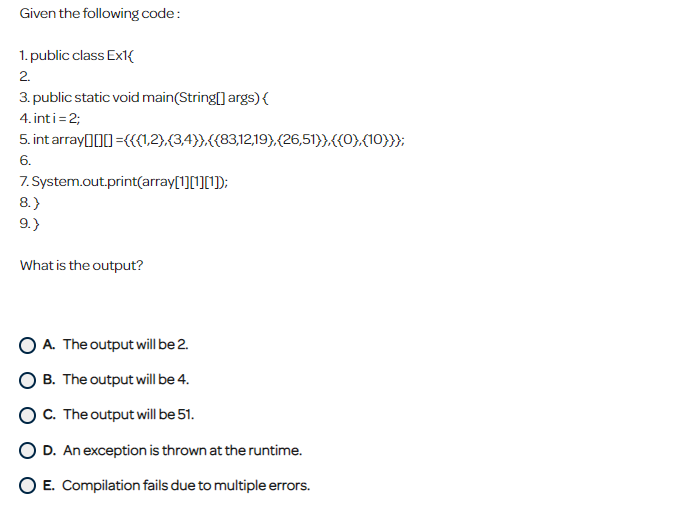 Given the following code :
1. public class Ex1{
2.
3. public static void main(String[] args) {
4. int i = 2;
5. int array[][][] ={{{1,2},{3,4}},{{83,12,19},{26,51}},{{0},{10}}};
6.
7. System.out.print(array[1][1][1]);
8. }
9. }
What is the output?
A. The output will be 2.
B. The output will be 4.
C. The output will be 51.
D. An exception is thrown at the runtime.
E. Compilation fails due to multiple errors.